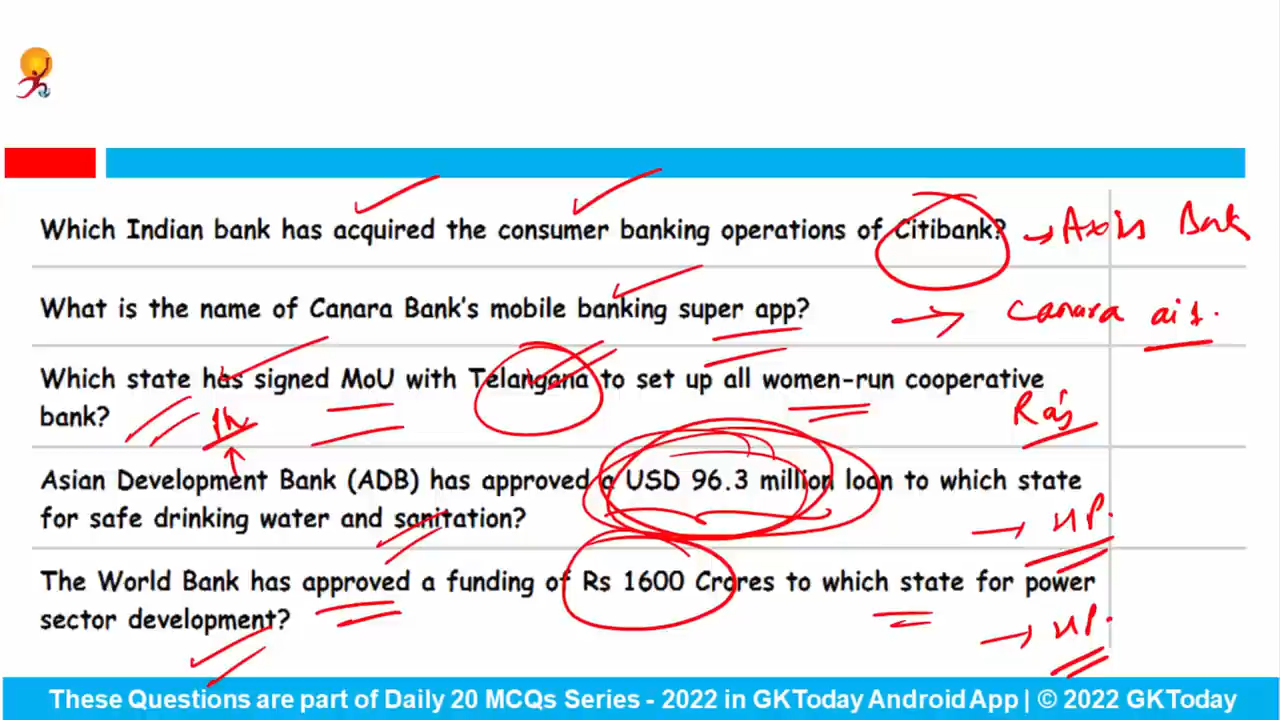 Which Indian bank has acquired the consumer banking operations of Citibank? → Axis Bank
What is the name of Canara Bank's mobile banking super app? → Canara ai1.
Which state has signed MoU with Telangana to set up all women-run cooperative
bank? Raj
Asian Development Bank (ADB) has approved a USD 96.3 million loan to which state
for safe drinking water and sanitation? → HP.
The World Bank has approved a funding of Rs 1600 Crores to which state for power
sector development? → HP.
These Questions are part of Daily 20 MCQs Series - 2022 in GKToday Android App | © 2022 GKToday